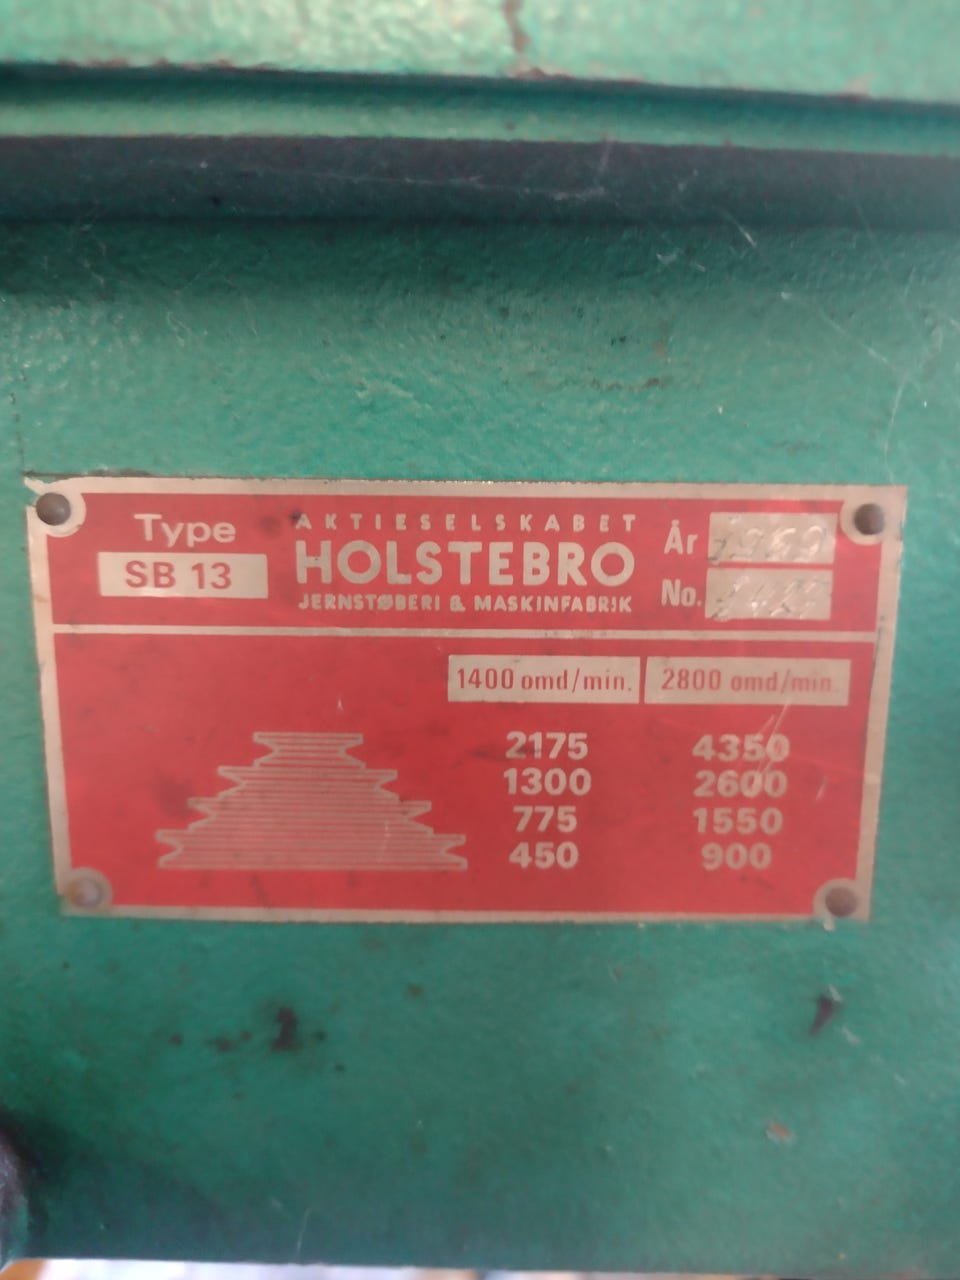 Type
SB 13
AKTIESELSKABET
HOLSTEBRO
JERNSTØBERI & MASKINFABRIK
År 1969
No.
1400 omd/min. 2800 omd/min.
2175 4350
1300 2600
775 1550
450 900